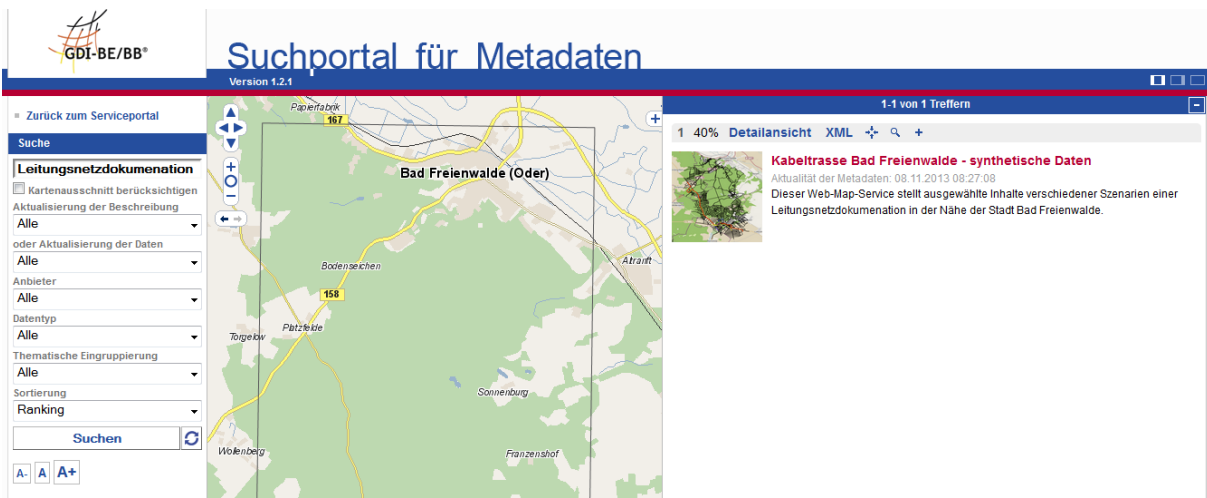 GDI-BE/BB®
Suchportal für Metadaten
Version 1.2.1
Zurück zum Serviceportal
Suche
Leitungsnetzdokumenation
Kartenausschnitt berücksichtigen
Aktualisierung der Beschreibung
Alle
oder Aktualisierung der Daten
Alle
Anbieter
Alle
Datentyp
Alle
Thematische Eingruppierung
Alle
Sortierung
Ranking
Suchen
A- A A+
Papierfabrik
167
Bad Freienwalde (Oder)
Bodenseichen
Altranft
158
Platzfelde
Torgelow
Sonnenburg
Wollenberg
Franzenshof
1-1 von 1 Treffern
1 40% Detailansicht XML
Kabeltrasse Bad Freienwalde - synthetische Daten
Aktualität der Metadaten: 08.11.2013 08:27:08
Dieser Web-Map-Service stellt ausgewählte Inhalte verschiedener Szenarien einer
Leitungsnetzdokumenation in der Nähe der Stadt Bad Freienwalde.